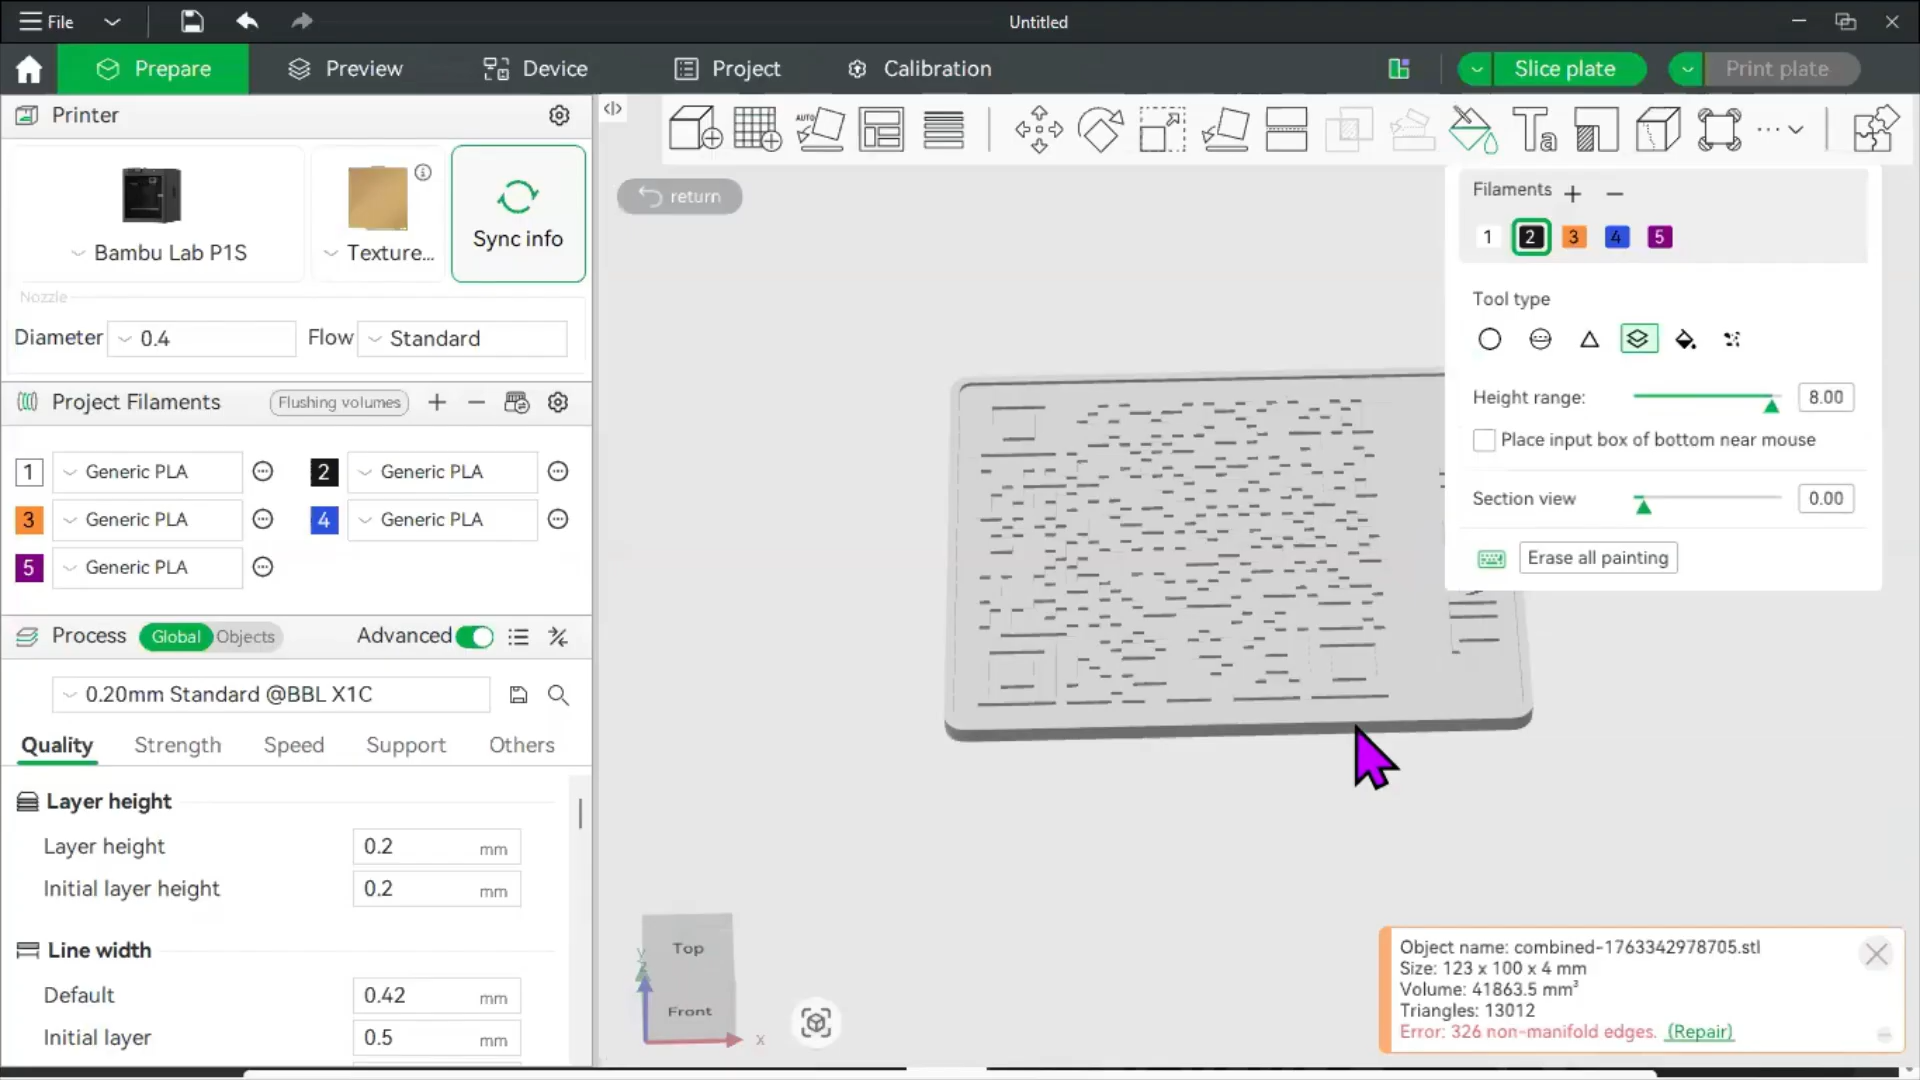 File
Untitled
Prepare
Preview
Device
Project
Calibration
Slice plate
Print plate
Printer
Bambu Lab P1S
Texture...
Sync info
Nozzle
Diameter
0.4
Flow
Standard
Project Filaments
Flushing volumes
1
Generic PLA
2
Generic PLA
3
Generic PLA
4
Generic PLA
5
Generic PLA
Process
Global
Objects
Advanced
0.20mm Standard @BBL X1C
Quality
Strength
Speed
Support
Others
Layer height
Layer height
0.2
mm
Initial layer height
0.2
mm
Line width
Default
0.42
mm
Initial layer
0.5
mm
AUTO
Ta
return
Filaments
1
2
3
4
5
Tool type
Height range:
8.00
Place input box of bottom near mouse
Section view
0.00
Erase all painting
Top
Front
y
z
x
Object name: combined-1763342978705.stl
Size: 123 x 100 x 4 mm
Volume: 41863.5 mm³
Triangles: 13012
Error: 326 non-manifold edges. (Repair)